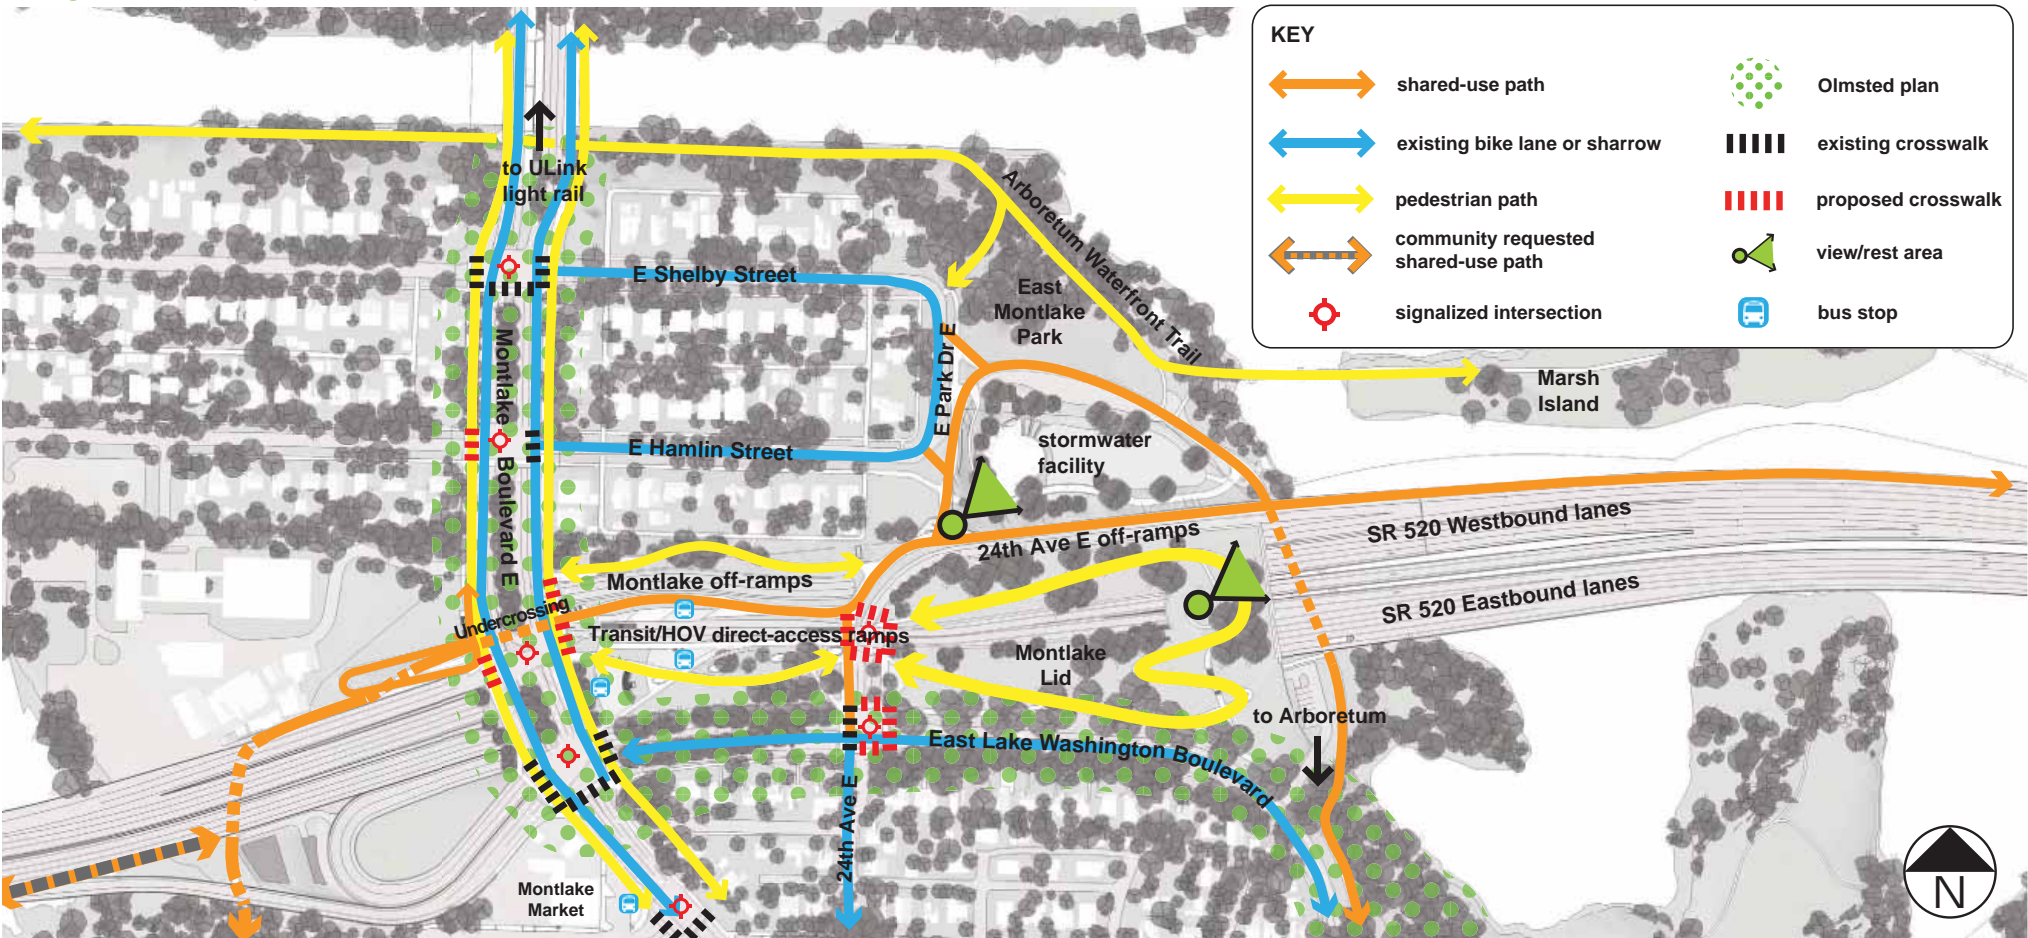 KEY
shared-use path
existing bike lane or sharrow
pedestrian path
community requested
shared-use path
signalized intersection
Olmsted plan
existing crosswalk
proposed crosswalk
view/rest area
bus stop
to ULink
light rail
Arboretum Waterfront Trail
E Shelby Street
East
Montlake
Park
E Park Dr E
Montlake Boulevard E
Marsh
Island
E Hamlin Street
stormwater
facility
SR 520 Westbound lanes
24th Ave E off-ramps
Montlake off-ramps
SR 520 Eastbound lanes
Undercrossing
Transit/HOV direct-access ramps
Montlake
Lid
to Arboretum
East Lake Washington Boulevard
24th Ave E
Montlake
Market
N